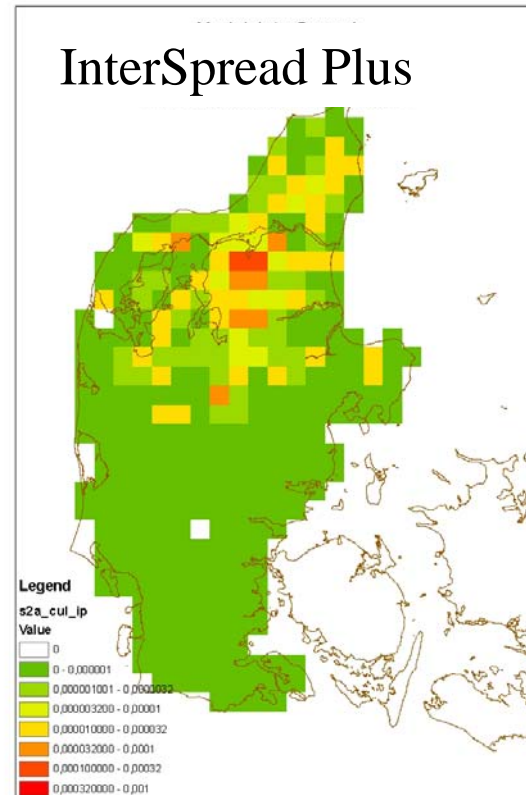 InterSpread Plus
Legend
s2a_cul_ip
Value
0
0 - 0,000001
0,000001001 - 0,0000032
0,000003200 - 0,00001
0,000010000 - 0,000032
0,000032000 - 0,0001
0,000100000 - 0,00032
0,000320000 - 0,001